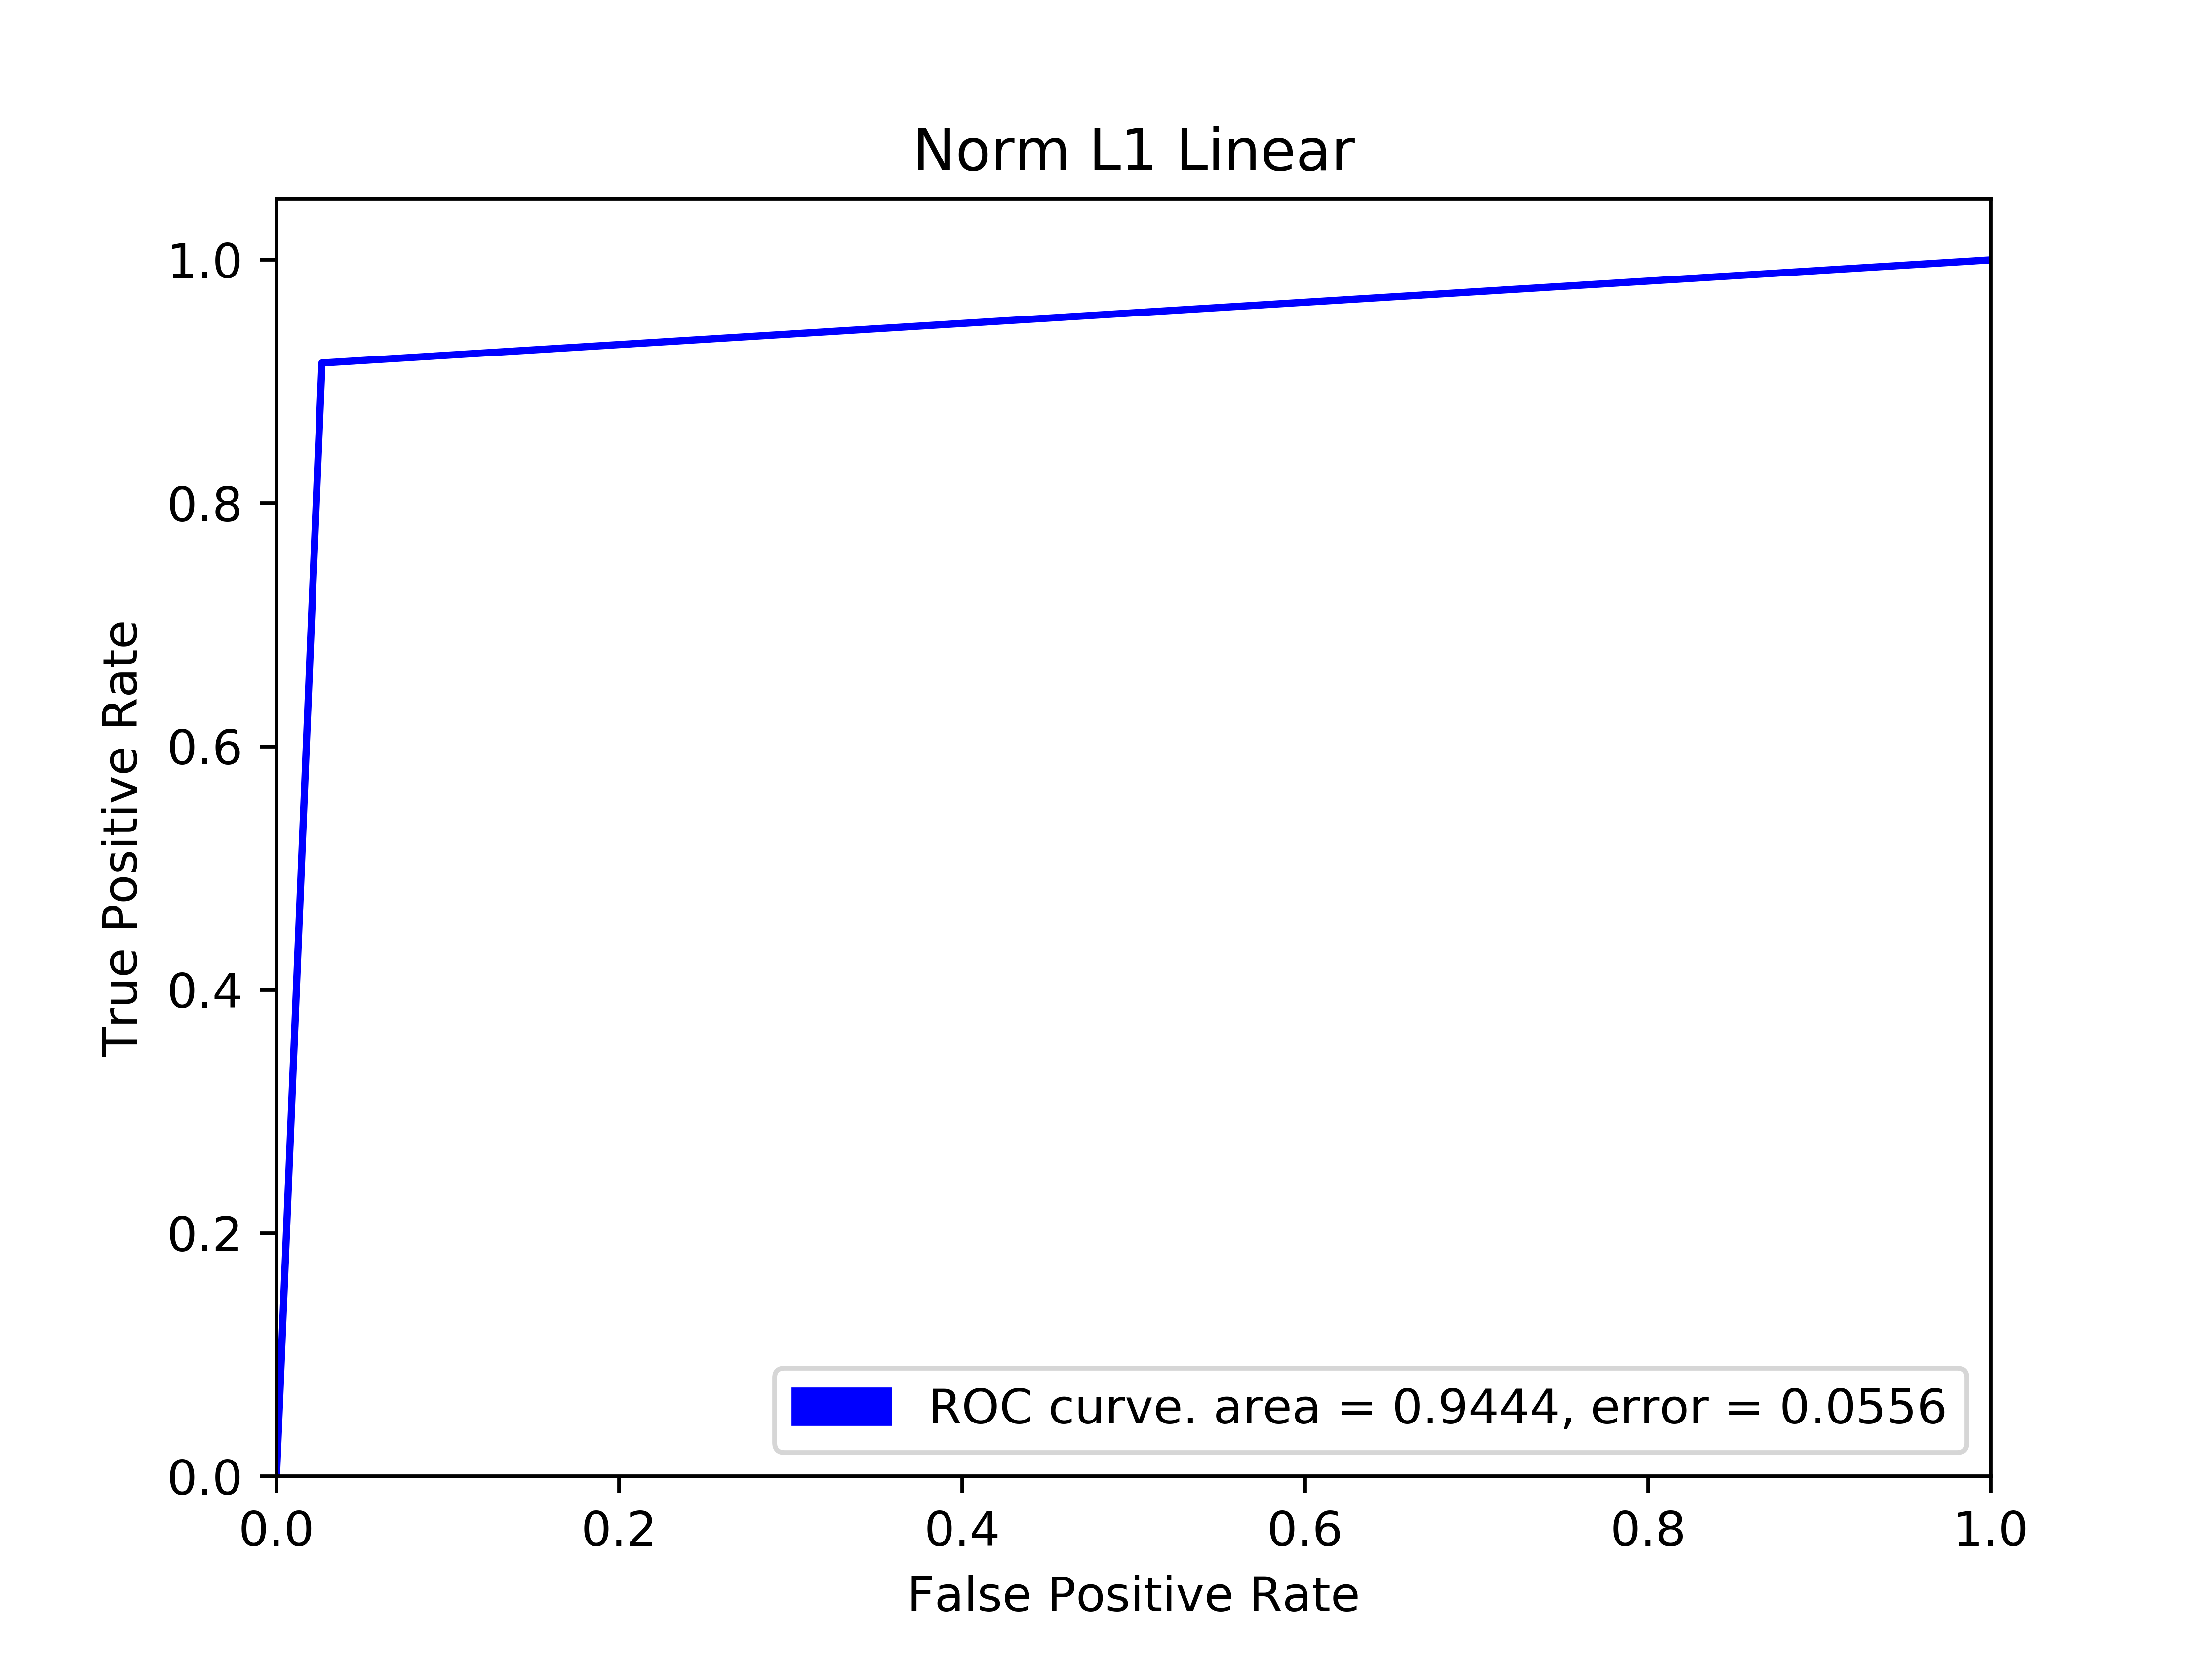 Norm L1 Linear
True Positive Rate
1.0
0.8
0.6
0.4
0.2
0.0
ROC curve. area = 0.9444, error = 0.0556
0.0 0.2 0.4 0.6 0.8 1.0
False Positive Rate